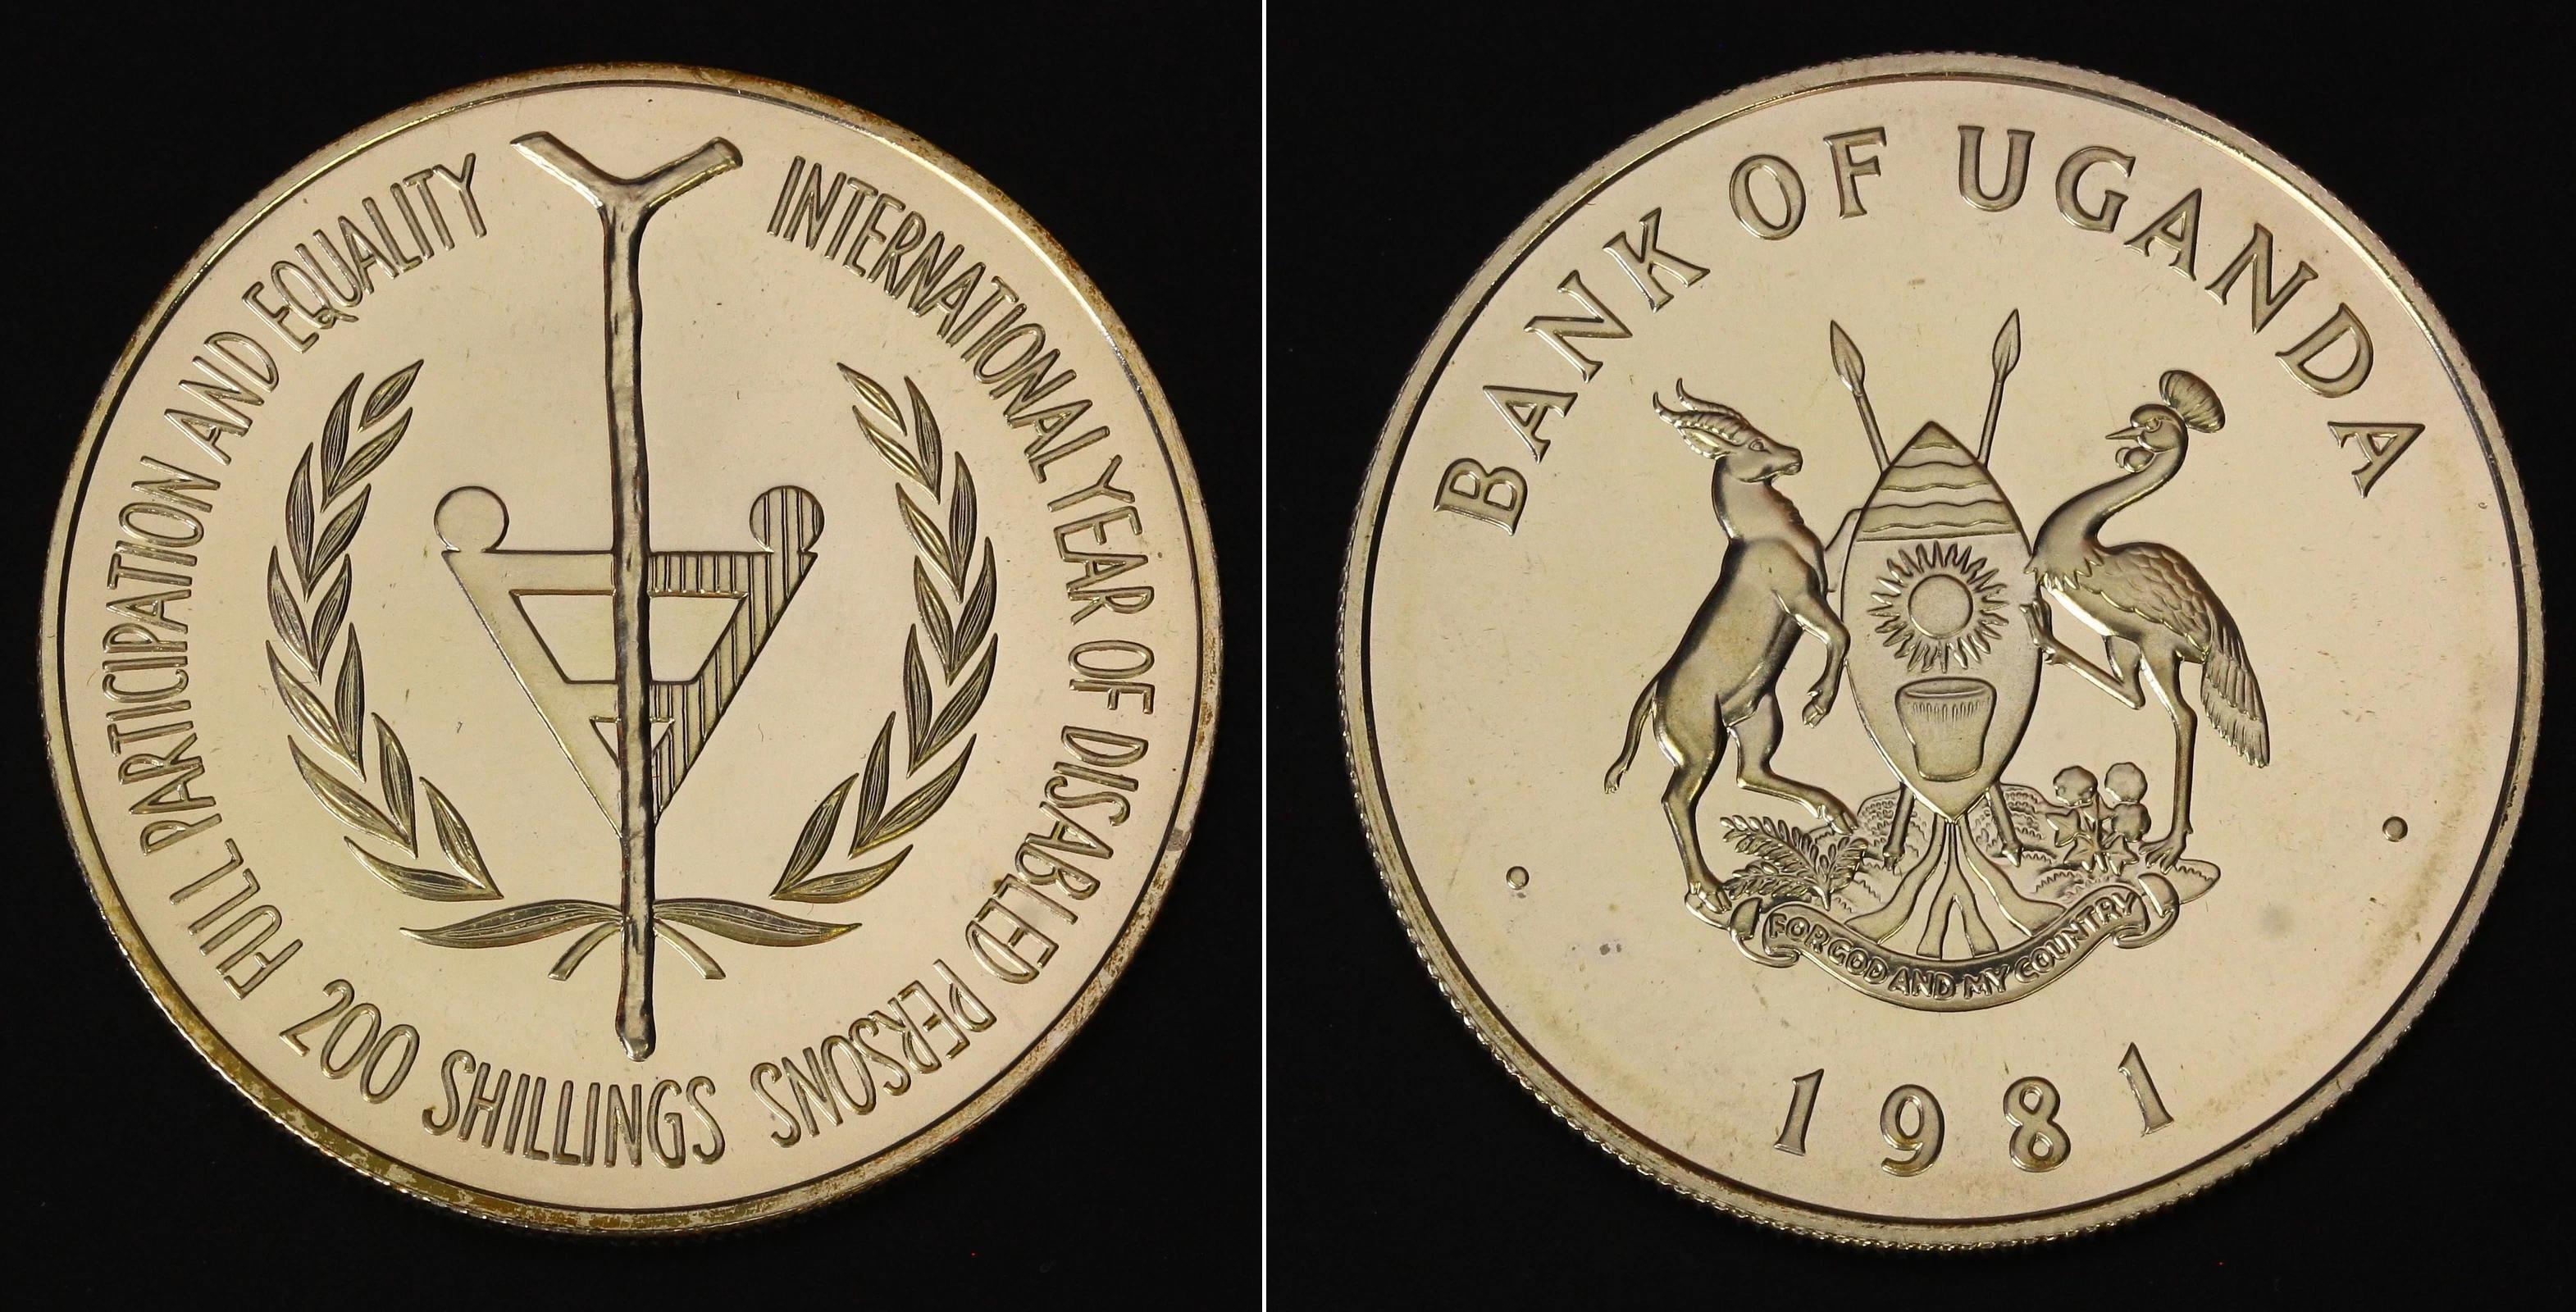 FULL PARTICIPATION AND EQUALITY
INTERNATIONAL YEAR OF DISABLED PERSONS
200 SHILLINGS
BANK OF UGANDA
FOR GOD AND MY COUNTRY
1981